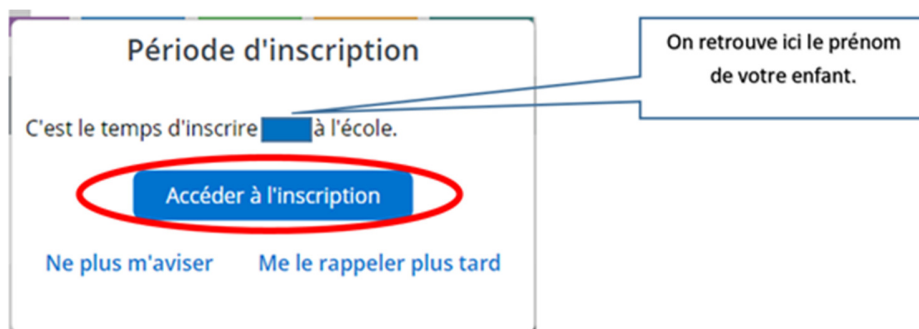 Période d'inscription
On retrouve ici le prénom
de votre enfant.
C'est le temps d'inscrire à l'école.
Accéder à l'inscription
Ne plus m'aviser Me le rappeler plus tard